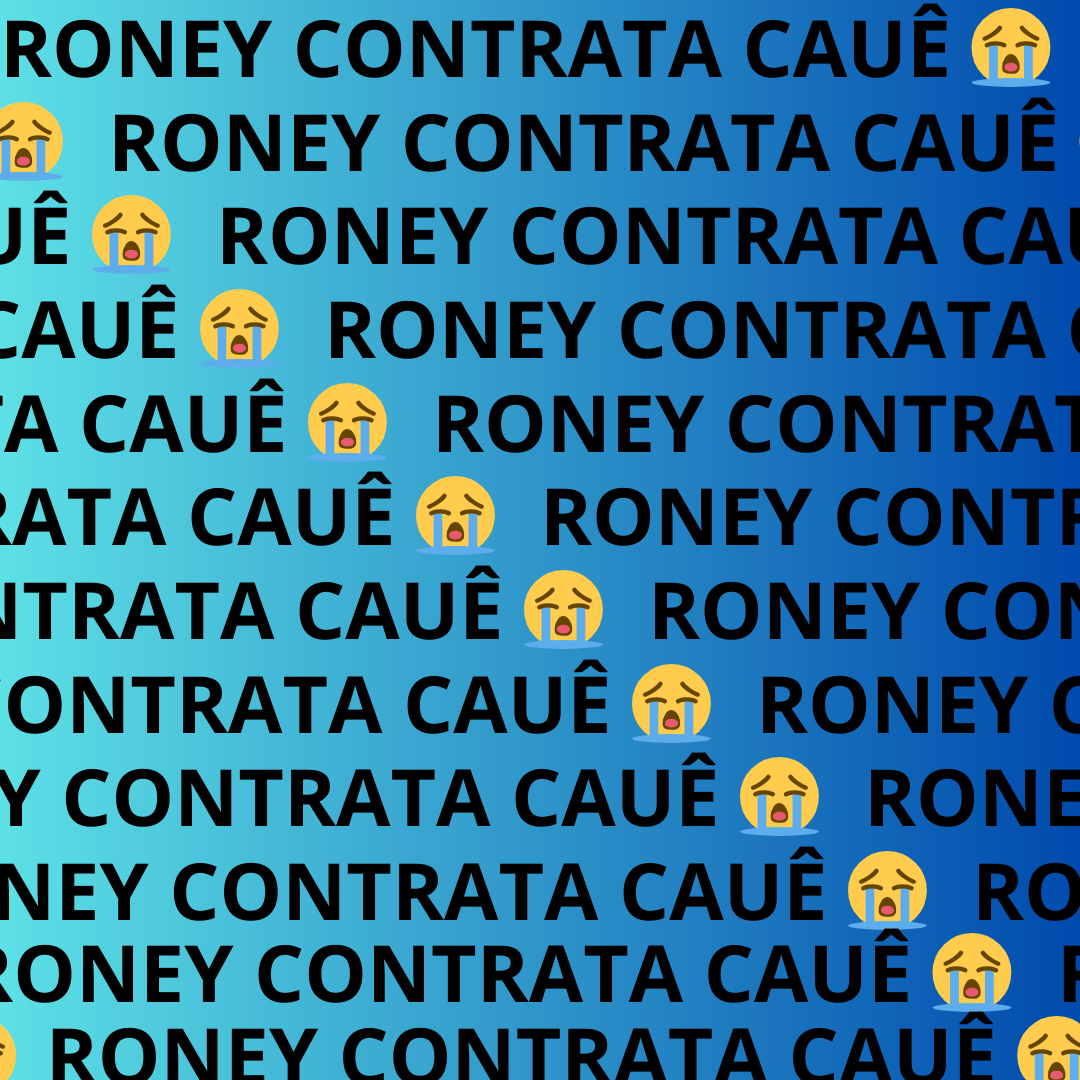 RONEY CONTRATA CAUÊ 😭
😭 RONEY CONTRATA CAUÊ
UÊ 😭 RONEY CONTRATA CAU
CAUÊ 😭 RONEY CONTRATA C
TA CAUÊ 😭 RONEY CONTRAT
RATA CAUÊ 😭 RONEY CONTR
NTRATA CAUÊ 😭 RONEY CON
CONTRATA CAUÊ 😭 RONEY C
Y CONTRATA CAUÊ 😭 RONE
NEY CONTRATA CAUÊ 😭 RO
RONEY CONTRATA CAUÊ 😭 R
😭 RONEY CONTRATA CAUÊ 😭